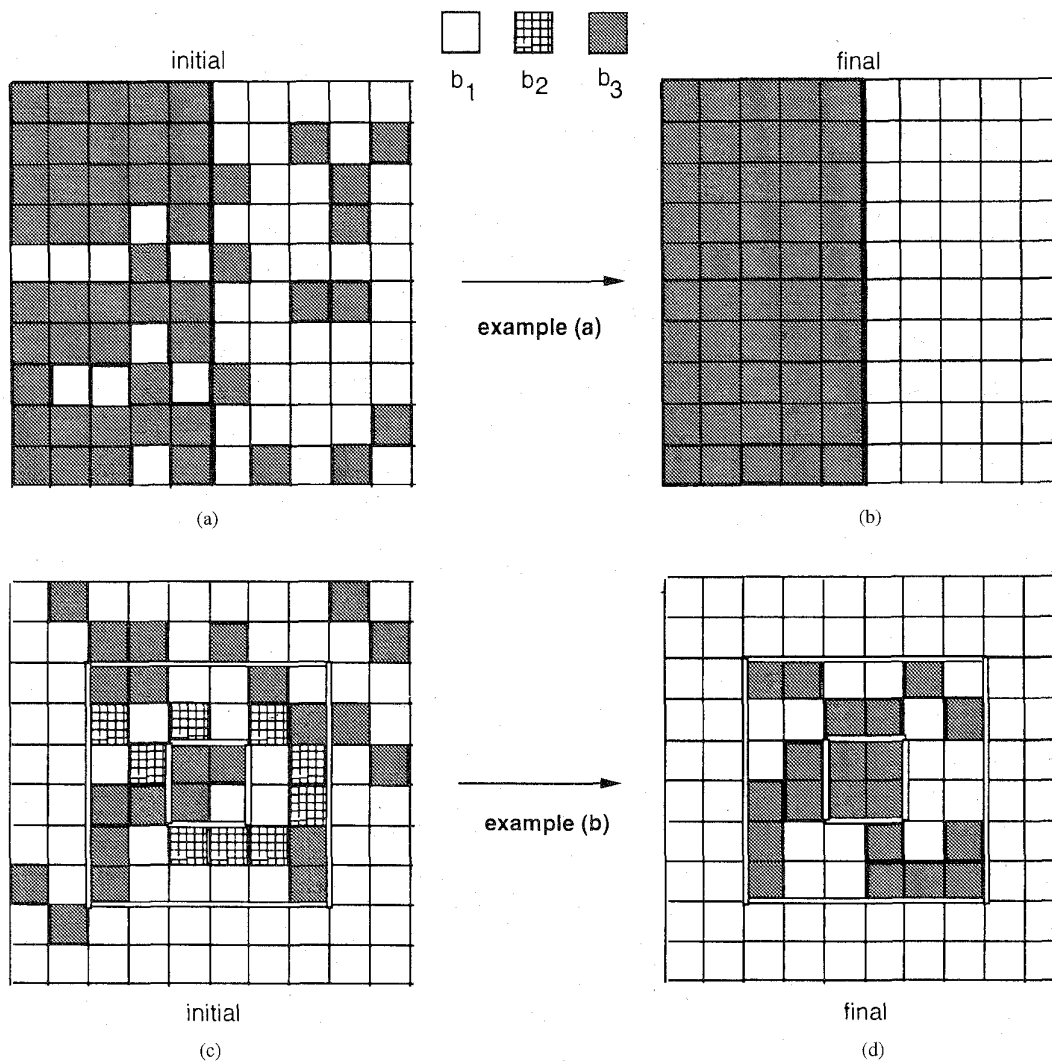 initial
b1 b2 b3
final
example (a)
(a)
(b)
example (b)
initial
final
(c)
(d)